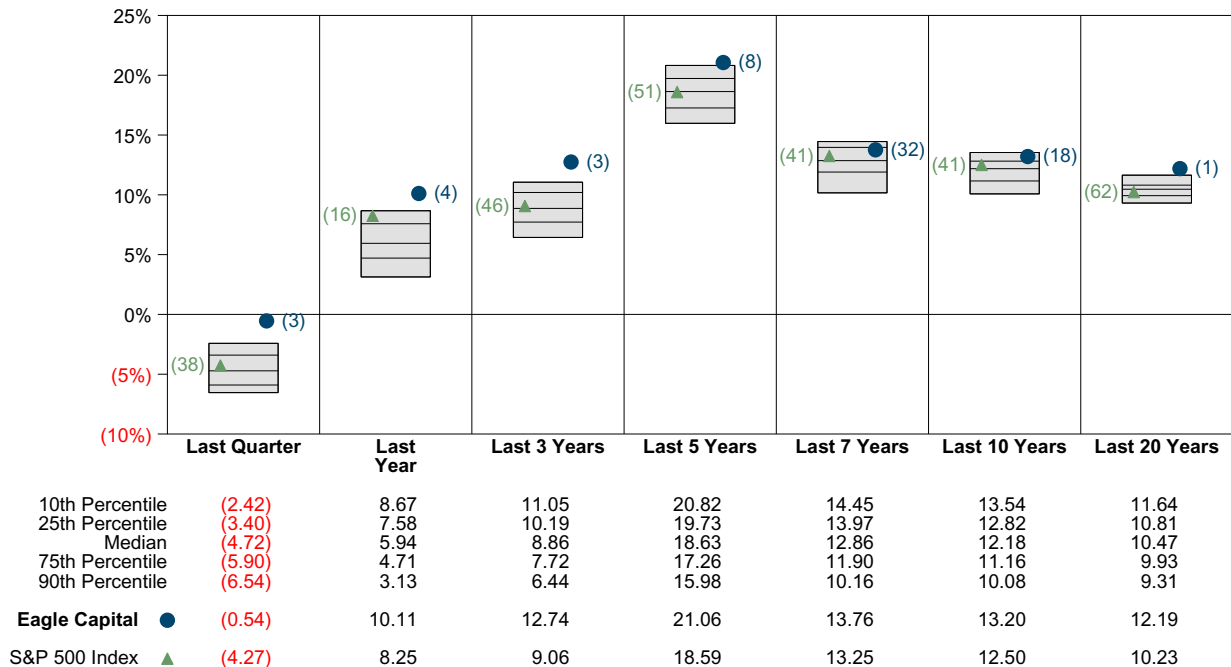 25%
20%
15%
10%
5%
0%
(5%)
(10%)
(38)
(3)
(16)
(4)
(46)
(3)
(51)
(8)
(41)
(32)
(41)
(18)
(62)
(1)
Last Quarter Last Year Last 3 Years Last 5 Years Last 7 Years Last 10 Years Last 20 Years
10th Percentile (2.42) 8.67 11.05 20.82 14.45 13.54 11.64
25th Percentile (3.40) 7.58 10.19 19.73 13.97 12.82 10.81
Median (4.72) 5.94 8.86 18.63 12.86 12.18 10.47
75th Percentile (5.90) 4.71 7.72 17.26 11.90 11.16 9.93
90th Percentile (6.54) 3.13 6.44 15.98 10.16 10.08 9.31
Eagle Capital (0.54) 10.11 12.74 21.06 13.76 13.20 12.19
S&P 500 Index (4.27) 8.25 9.06 18.59 13.25 12.50 10.23